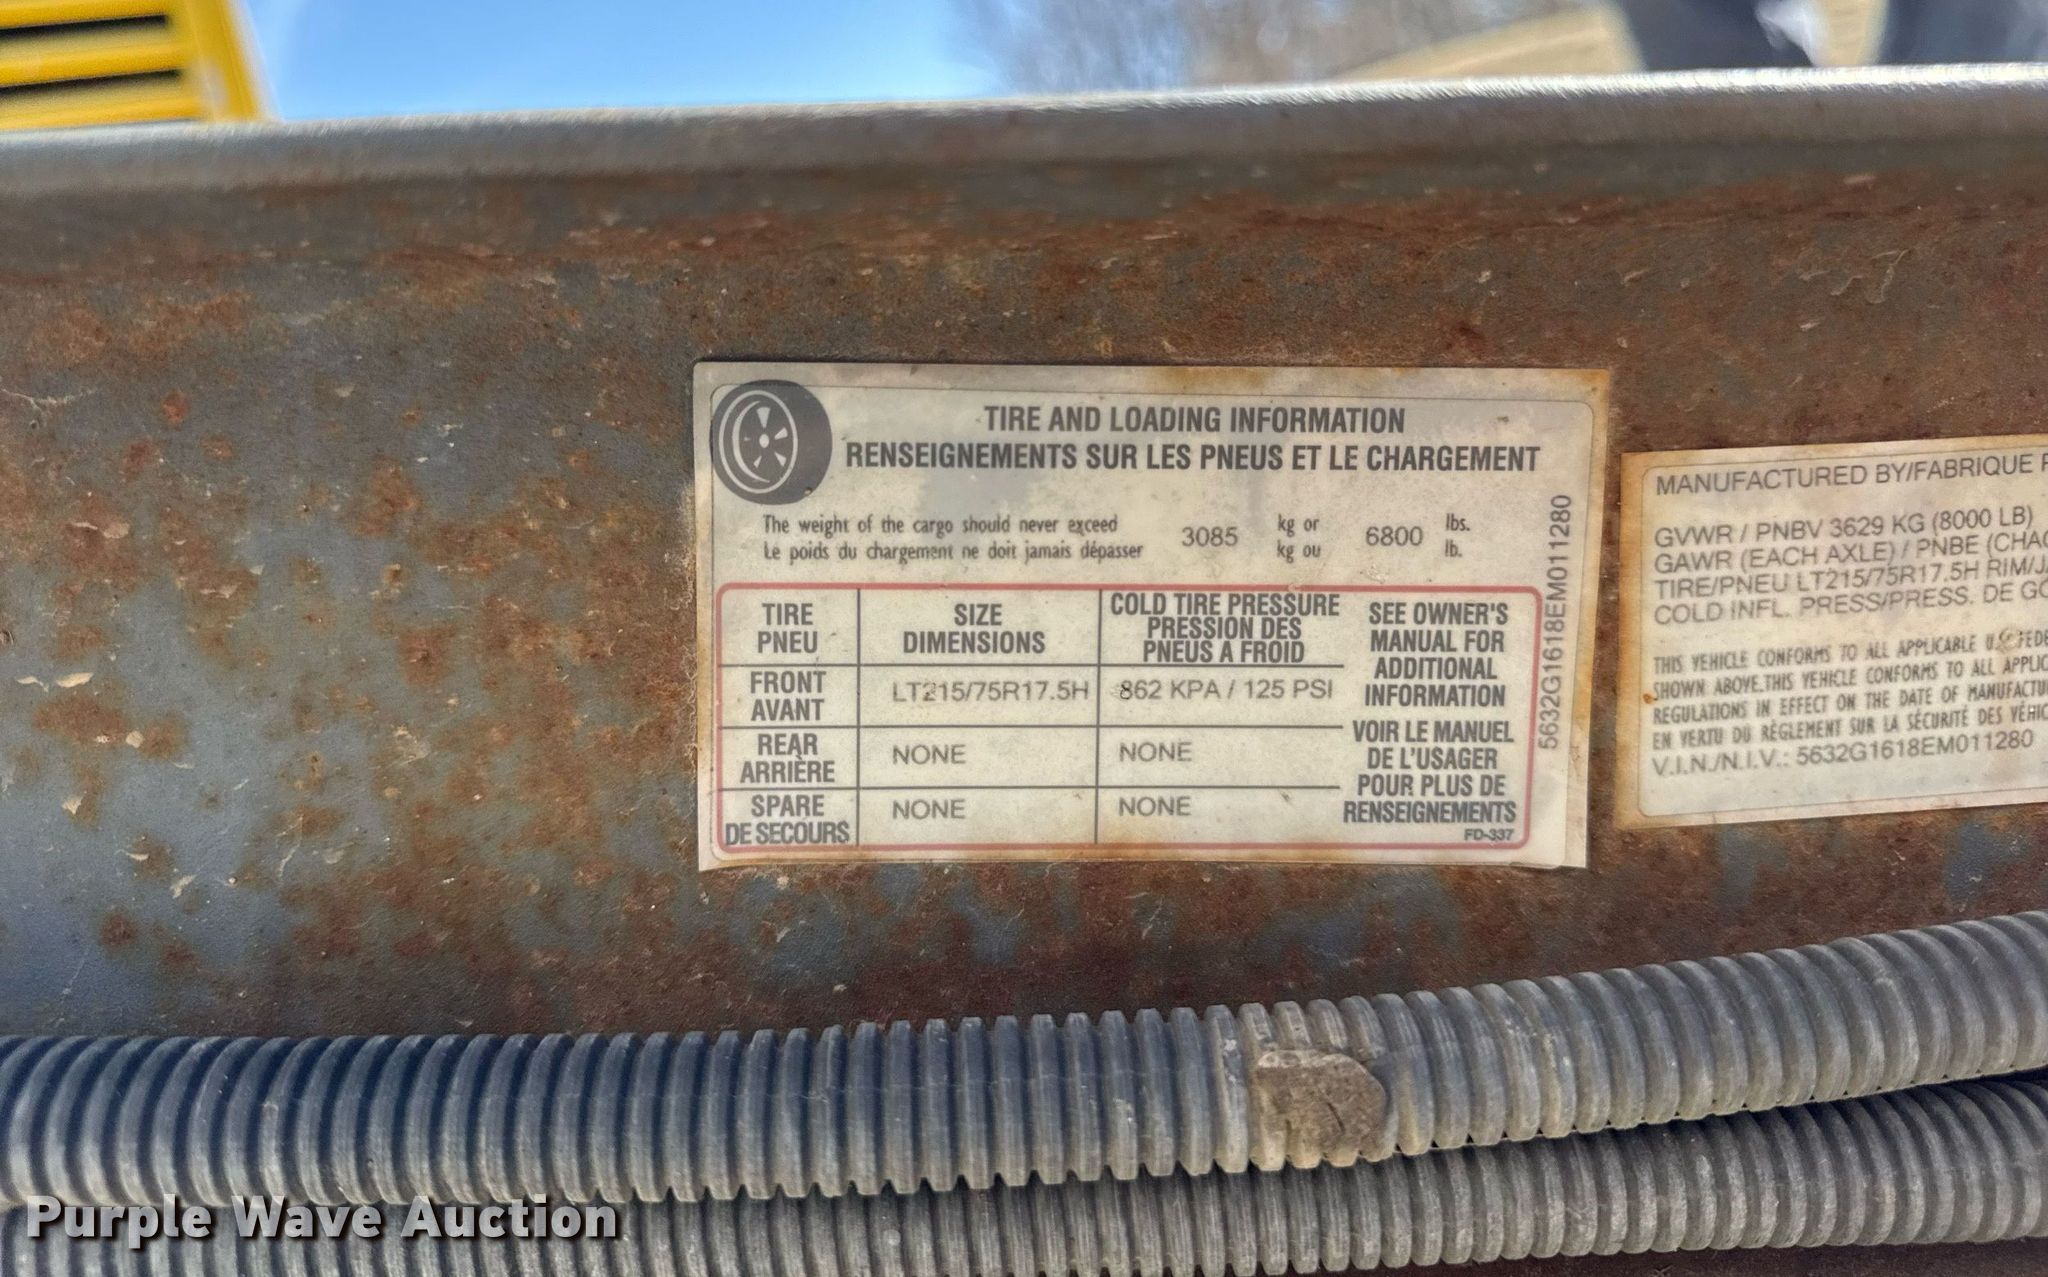 TIRE AND LOADING INFORMATION
RENSEIGNEMENTS SUR LES PNEUS ET LE CHARGEMENT
The weight of the cargo should never exceed 3085 kg or 6800 lbs.
Le poids du chargement ne doit jamais dépasser kg ou lb.
TIRE PNEU
SIZE DIMENSIONS
COLD TIRE PRESSURE
PRESSION DES
PNEUS A FROID
FRONT AVANT
LT215/75R17.5H
862 KPA / 125 PSI
REAR ARRIÈRE
NONE
NONE
SPARE DE SECOURS
NONE
NONE
SEE OWNER'S
MANUAL FOR
ADDITIONAL
INFORMATION
VOIR LE MANUEL
DE L'USAGER
POUR PLUS DE
RENSEIGNEMENTS
FD-337
5632G1618EM011280
MANUFACTURED BY/FABRIQUE
GVWR / PNBV 3629 KG (8000 LB)
GAWR (EACH AXLE) / PNBE
TIRE/PNEU LT215/75R17.5H
COLD INFL. PRESS/PRESS. DE
THIS VEHICLE CONFORMS TO ALL APPLICABLE
SHOWN ABOVE.THIS VEHICLE CONFORMS TO ALL
REGULATIONS IN EFFECT ON THE DATE OF
EN VERTU DU RÈGLEMENT SUR LA SÉCURITÉ DES
V.I.N./N.I.V.: 5632G1618EM011280
Purple Wave Auction